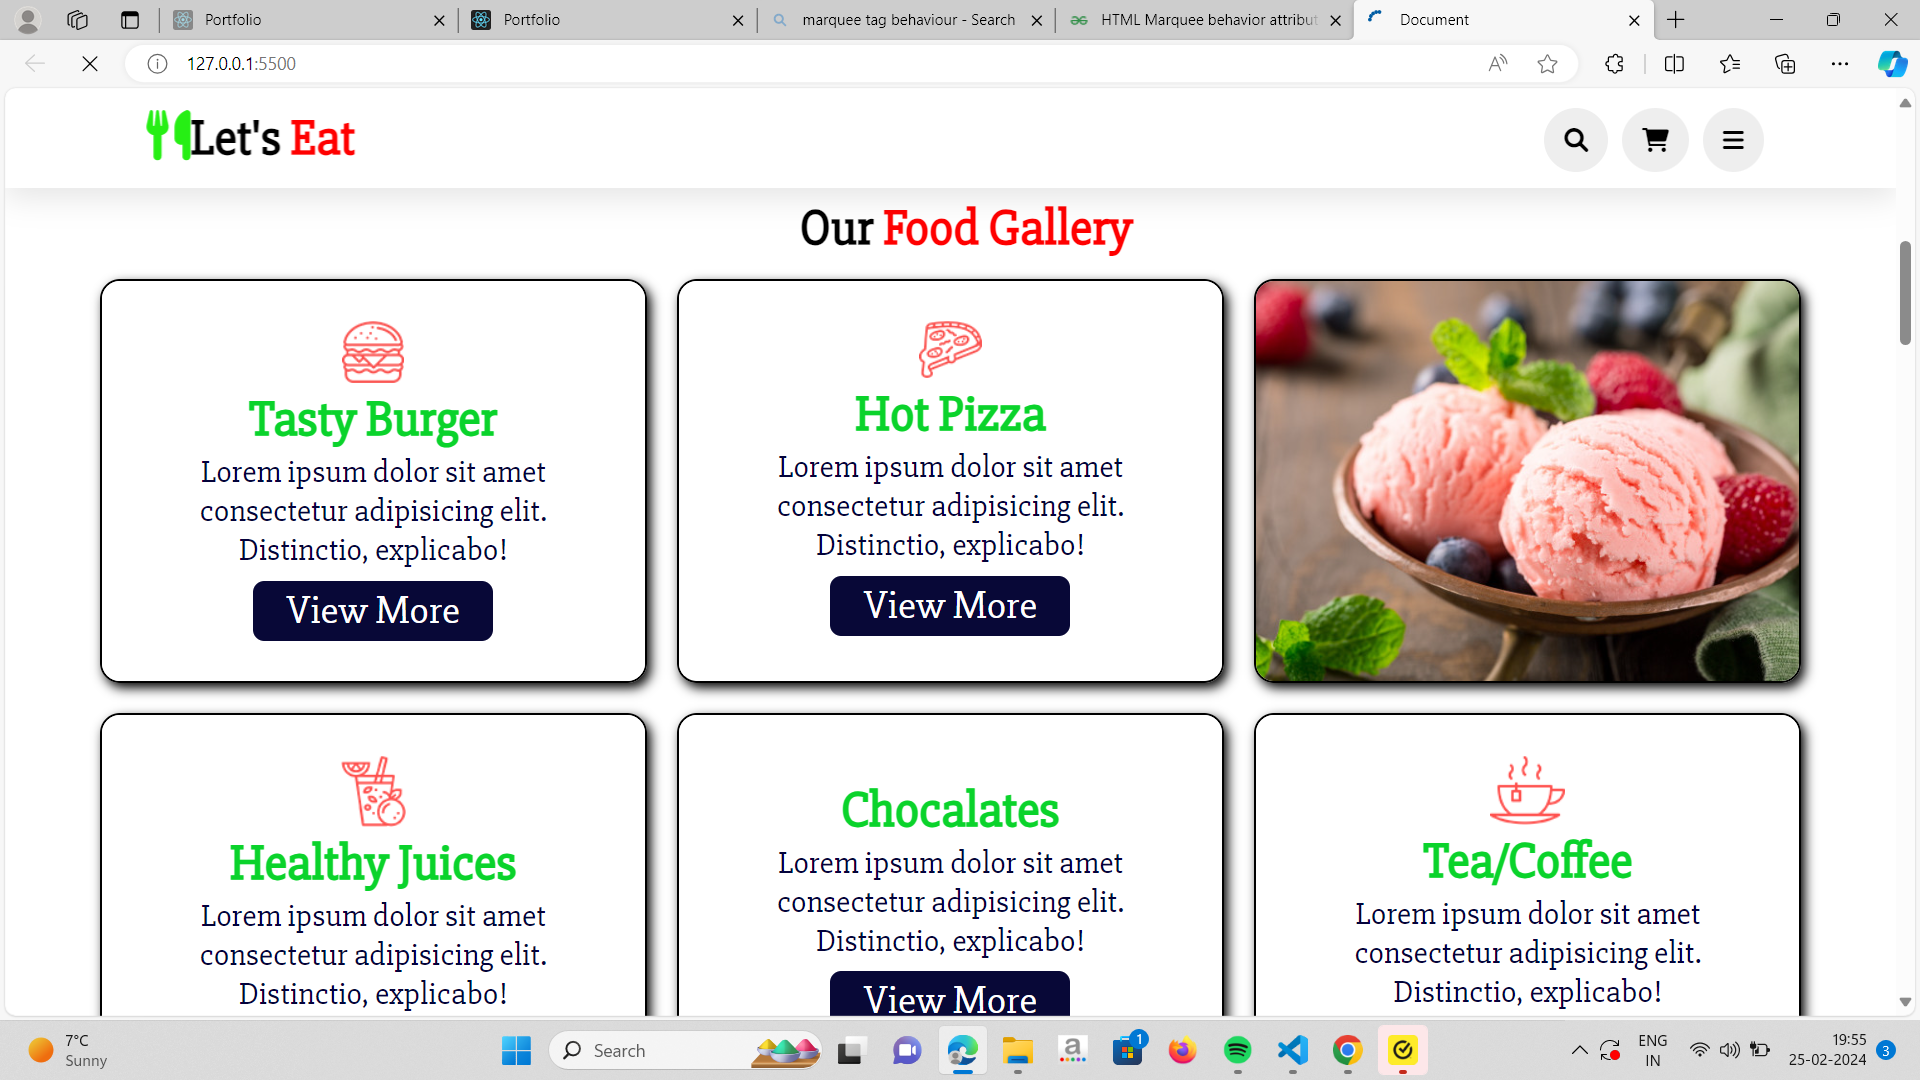 Portfolio
Portfolio
marquee tag behaviour - Search
HTML Marquee behavior attribut
Document
127.0.0.1:5500
Let's Eat
Our Food Gallery
Tasty Burger
Lorem ipsum dolor sit amet
consectetur adipisicing elit.
Distinctio, explicabo!
View More
Hot Pizza
Lorem ipsum dolor sit amet
consectetur adipisicing elit.
Distinctio, explicabo!
View More
Healthy Juices
Lorem ipsum dolor sit amet
consectetur adipisicing elit.
Distinctio, explicabo!
Chocalates
Lorem ipsum dolor sit amet
consectetur adipisicing elit.
Distinctio, explicabo!
View More
Tea/Coffee
Lorem ipsum dolor sit amet
consectetur adipisicing elit.
Distinctio, explicabo!
7°C
Sunny
Search
a
1
ENG
IN
19:55
25-02-2024
3